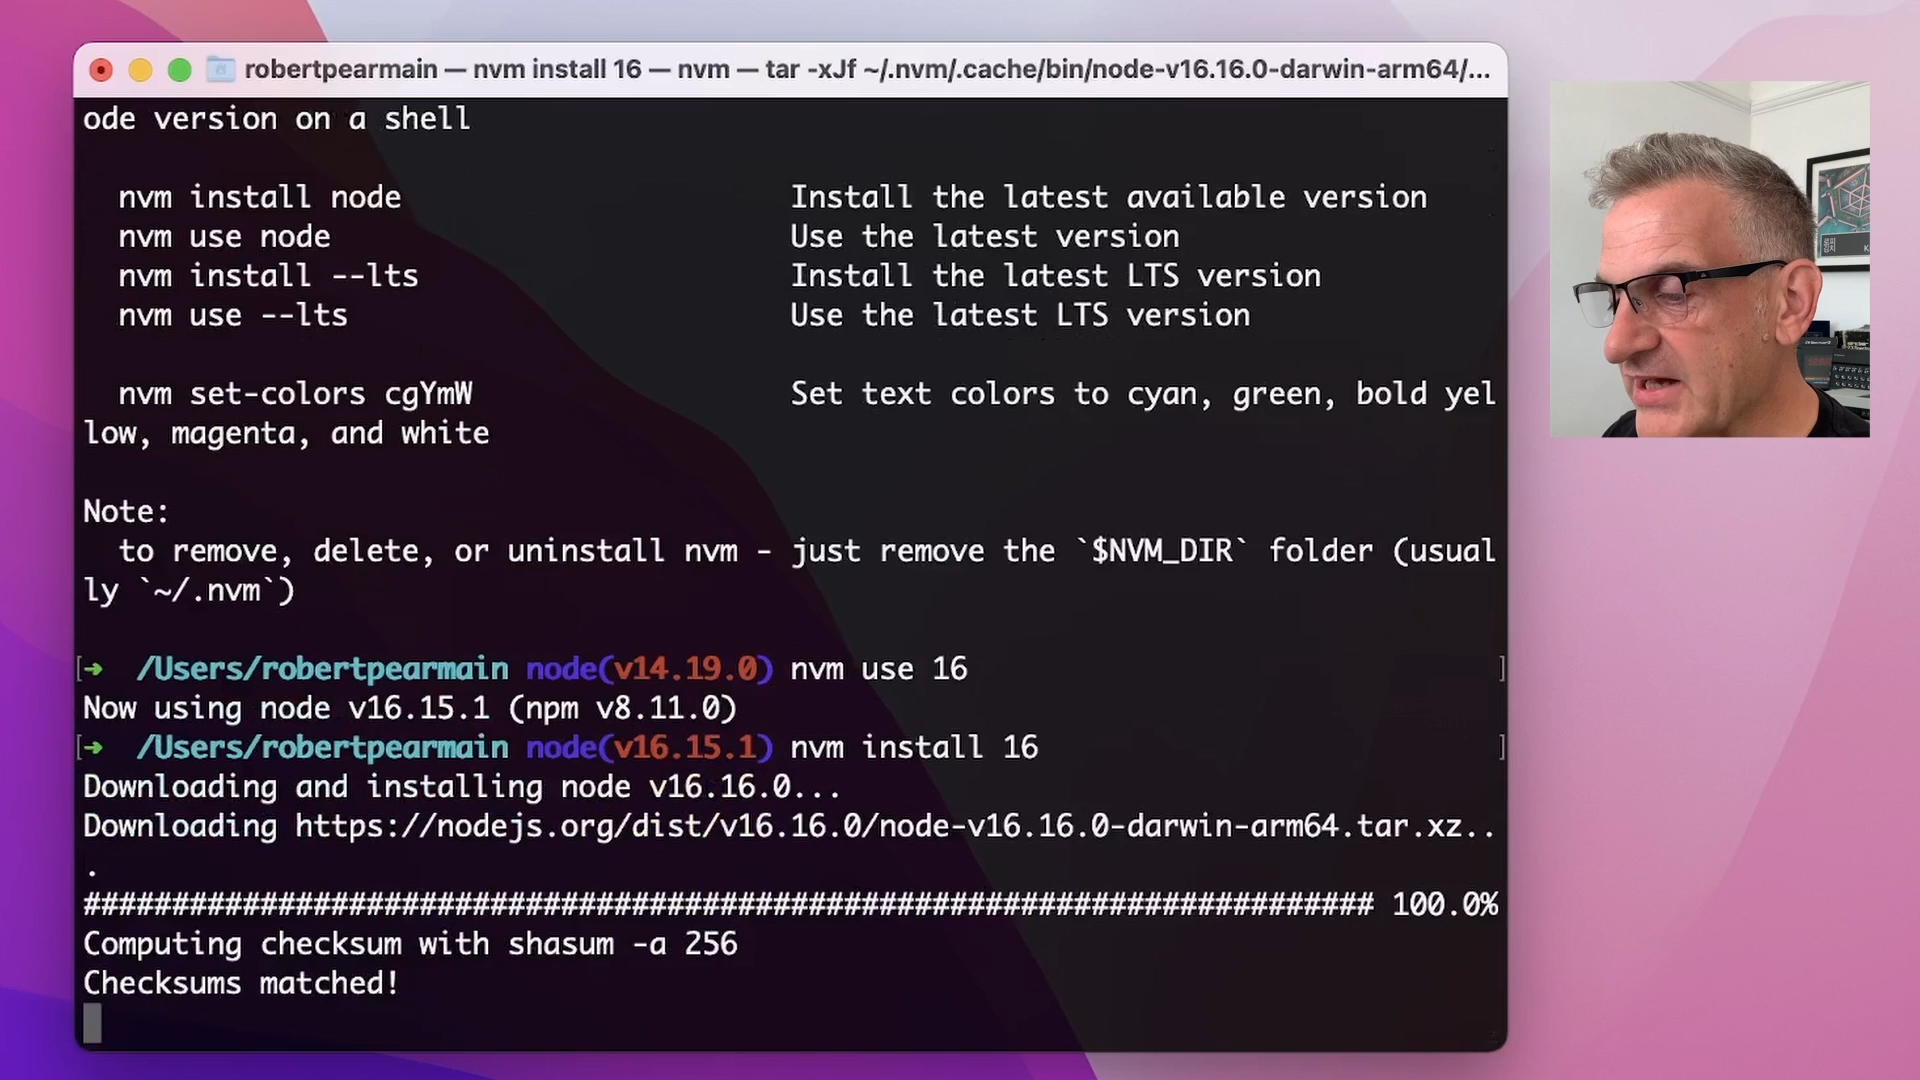 robertpearmain — nvm install 16 — nvm — tar -xJf ~/.nvm/.cache/bin/node-v16.16.0-darwin-arm64/...
ode version on a shell
nvm install node Install the latest available version
nvm use node Use the latest version
nvm install --lts Install the latest LTS version
nvm use --lts Use the latest LTS version
nvm set-colors cgYmW Set text colors to cyan, green, bold yel
low, magenta, and white
Note:
to remove, delete, or uninstall nvm - just remove the `$NVM_DIR` folder (usual
ly `~/.nvm`)
[➜ /Users/robertpearmain node(v14.19.0) nvm use 16 ]
Now using node v16.15.1 (npm v8.11.0)
[➜ /Users/robertpearmain node(v16.15.1) nvm install 16 ]
Downloading and installing node v16.16.0...
Downloading https://nodejs.org/dist/v16.16.0/node-v16.16.0-darwin-arm64.tar.xz..
.
######################################################################### 100.0%
Computing checksum with shasum -a 256
Checksums matched!